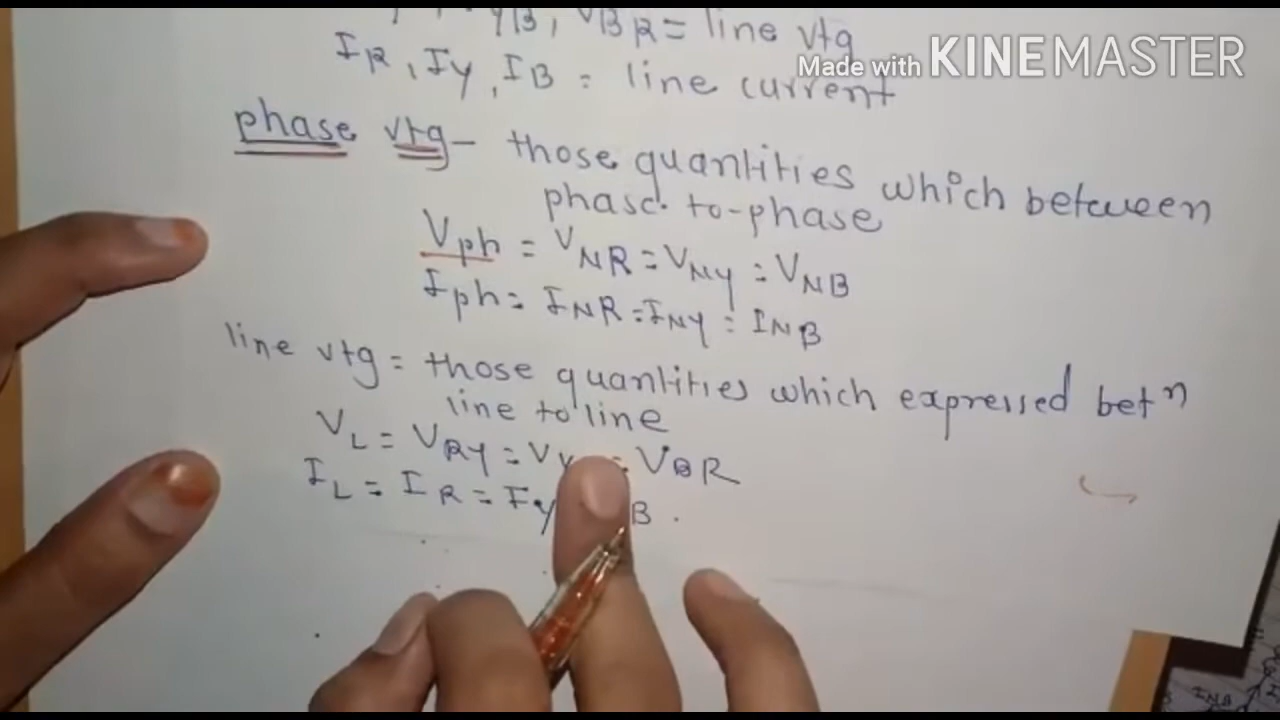 YB, VBR = line vtg
Made with KINEMASTER
IR, IY, IB = line current
phase vtg - those quantities which between
phase to-phase
Vph = VNR = VNY = VNB
Iph = INR = INY = INB
line vtg = those quantities which expressed betn
line to line
VL = VRY = VY = VBR
IL = IR = IY B.
INB